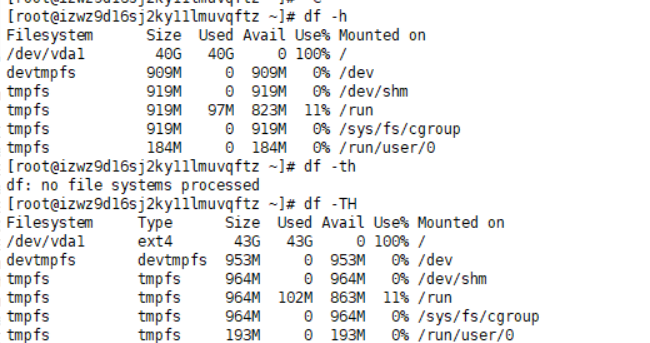 [root@izwz9d16sj2ky11lmuvqftz ~]# df -h
Filesystem      Size  Used Avail Use% Mounted on
/dev/vda1        40G   40G     0 100% /
devtmpfs        909M     0  909M   0% /dev
tmpfs           919M     0  919M   0% /dev/shm
tmpfs           919M   97M  823M  11% /run
tmpfs           919M     0  919M   0% /sys/fs/cgroup
tmpfs           184M     0  184M   0% /run/user/0
[root@izwz9d16sj2ky11lmuvqftz ~]# df -th
df: no file systems processed
[root@izwz9d16sj2ky11lmuvqftz ~]# df -TH
Filesystem     Type      Size  Used Avail Use% Mounted on
/dev/vda1      ext4       43G   43G     0 100% /
devtmpfs       devtmpfs  953M     0  953M   0% /dev
tmpfs          tmpfs     964M     0  964M   0% /dev/shm
tmpfs          tmpfs     964M  102M  863M  11% /run
tmpfs          tmpfs     964M     0  964M   0% /sys/fs/cgroup
tmpfs          tmpfs     193M     0  193M   0% /run/user/0